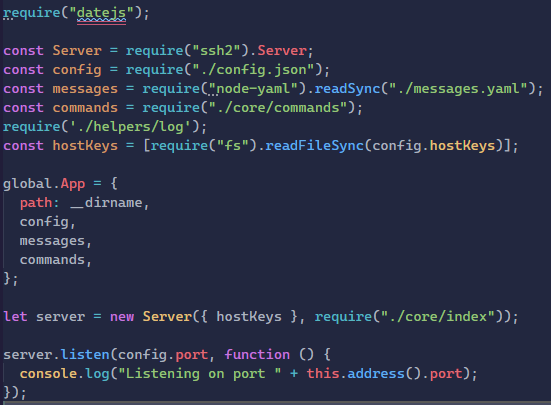 require("datejs");
const Server = require("ssh2").Server;
const config = require("./config.json");
const messages = require("node-yaml").readSync("./messages.yaml");
const commands = require("./core/commands");
require('./helpers/log');
const hostKeys = [require("fs").readFileSync(config.hostKeys)];
global.App = {
  path: __dirname,
  config,
  messages,
  commands,
};
let server = new Server({ hostKeys }, require("./core/index"));
server.listen(config.port, function () {
  console.log("Listening on port " + this.address().port);
});